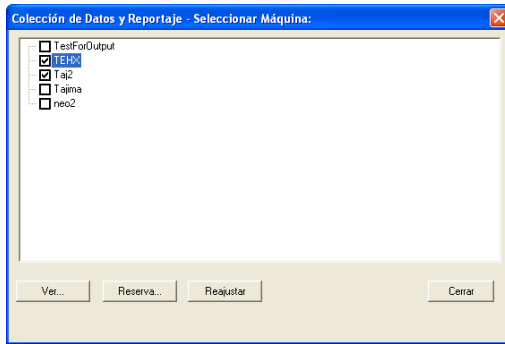 Colección de Datos y Reportaje - Seleccionar Máquina:
TestForOutput
TEHX
Taj2
Tajima
neo2
Ver... Reserva... Reajustar Cerrar